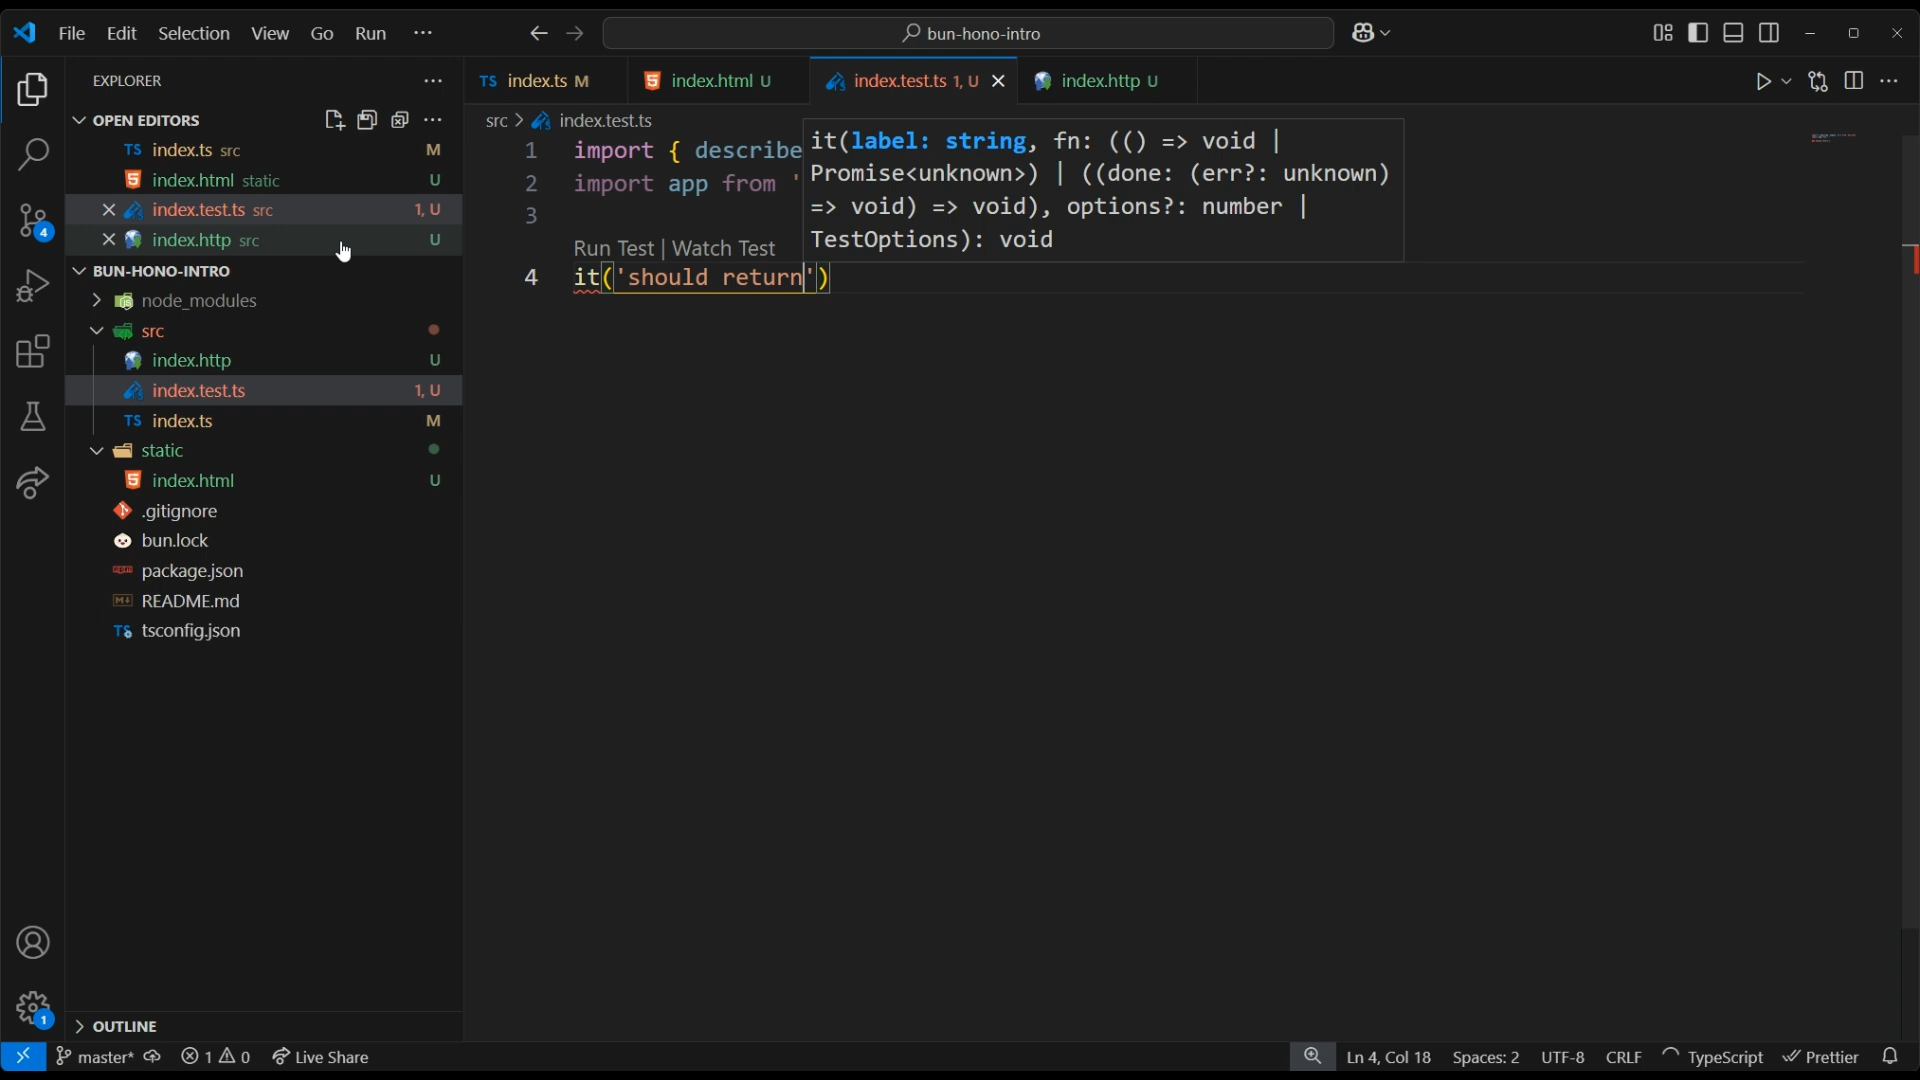 File Edit Selection View Go Run ··· bun-hono-intro
EXPLORER ···
OPEN EDITORS ···
TS index.ts src M
index.html static U
index.test.ts src 1, U
index.http src U
BUN-HONO-INTRO
node_modules
src
index.http U
index.test.ts 1, U
TS index.ts M
static
index.html U
.gitignore
bun.lock
package.json
README.md
TS tsconfig.json
OUTLINE
TS index.ts M index.html U index.test.ts 1, U index.http U ···
src > index.test.ts
1 import { describe
2 import app from '
3
Run Test | Watch Test
4 it('should return')
it(label: string, fn: (() => void |
Promise<unknown>) | ((done: (err?: unknown)
=> void) => void), options?: number |
TestOptions): void
4
1
master* 1 0 Live Share Ln 4, Col 18 Spaces: 2 UTF-8 CRLF TypeScript Prettier